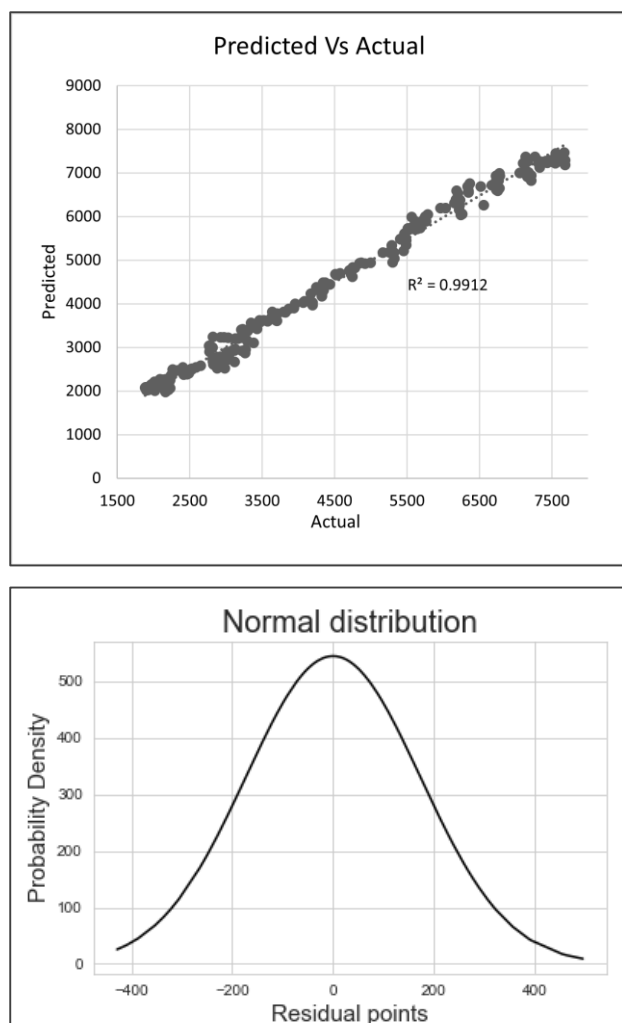 Predicted Vs Actual
9000
8000
7000
6000
5000
4000
3000
2000
1000
0
Predicted
R² = 0.9912
1500 2500 3500 4500 5500 6500 7500
Actual
Normal distribution
500
400
300
200
100
0
Probability Density
−400 −200 0 200 400
Residual points